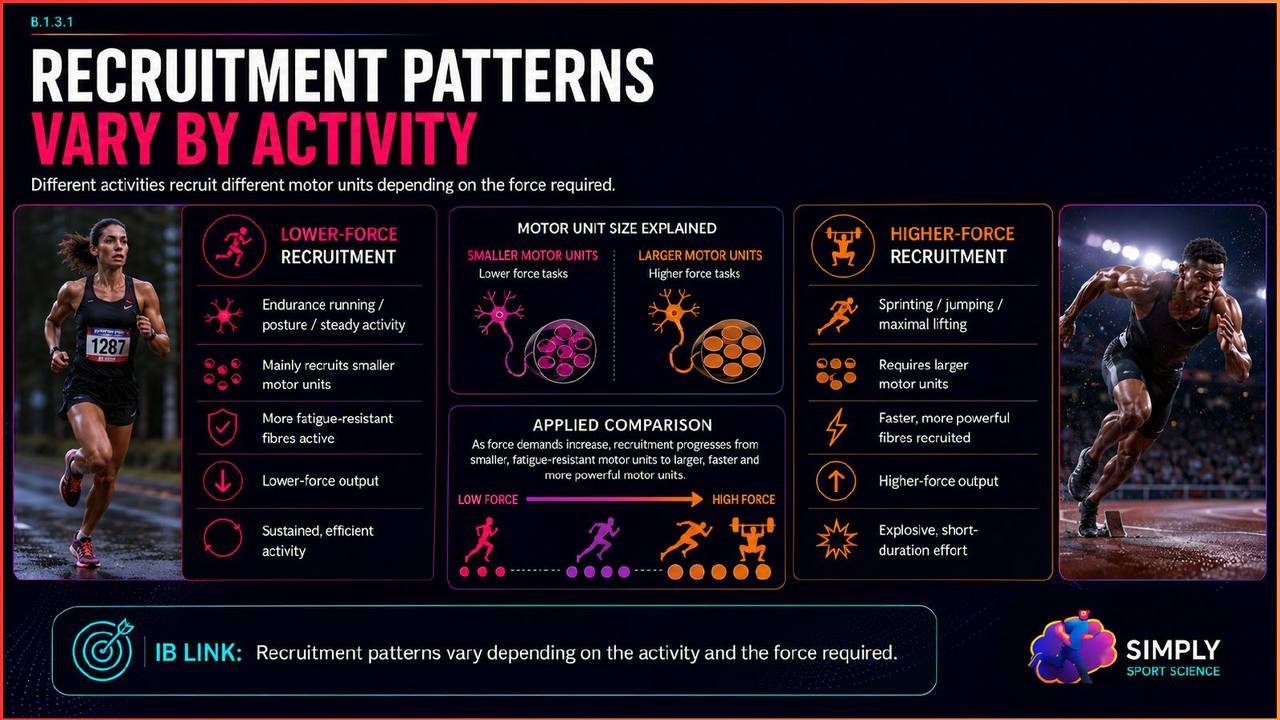 B.1.3.1
RECRUITMENT PATTERNS
VARY BY ACTIVITY
Different activities recruit different motor units depending on the force required.
1287
LOWER-FORCE
RECRUITMENT
Endurance running /
posture / steady activity
Mainly recruits smaller
motor units
More fatigue-resistant
fibres active
Lower-force output
Sustained, efficient
activity
MOTOR UNIT SIZE EXPLAINED
SMALLER MOTOR UNITS
Lower force tasks
LARGER MOTOR UNITS
Higher force tasks
APPLIED COMPARISON
As force demands increase, recruitment progresses from
smaller, fatigue-resistant motor units to larger, faster and
more powerful motor units.
LOW FORCE
HIGH FORCE
HIGHER-FORCE
RECRUITMENT
Sprinting / jumping /
maximal lifting
Requires larger
motor units
Faster, more powerful
fibres recruited
Higher-force output
Explosive, short-
duration effort
IB LINK: Recruitment patterns vary depending on the activity and the force required.
SIMPLY
SPORT SCIENCE